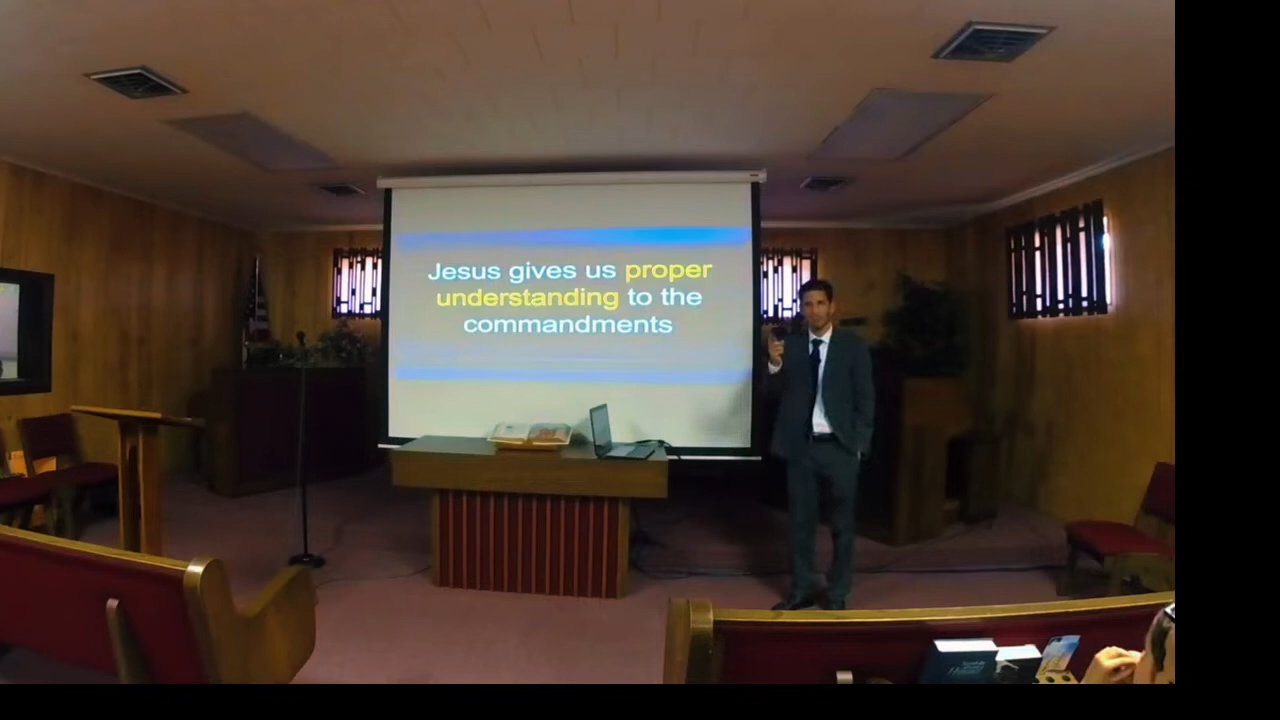 Jesus gives us proper
understanding to the
commandments